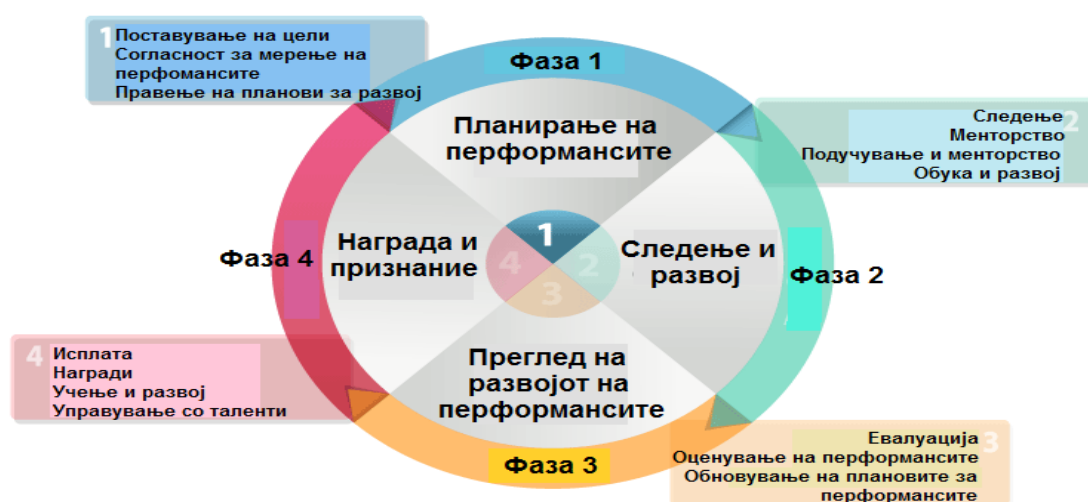 1
Поставување на цели
Согласност за мерење на
перфомансите
Правење на планови за развој
Фаза 1
Планирање на
перформансите
2
Следење
Менторство
Подучување и менторство
Обука и развој
Фаза 2
Следење и
развој
Награда и
признание
Фаза 4
1
2
3
4
Преглед на
развојот на
перформансите
Фаза 3
4
Исплата
Награди
Учење и развој
Управување со таленти
3
Евалуација
Оценување на перформансите
Обновување на плановите за
перформансите